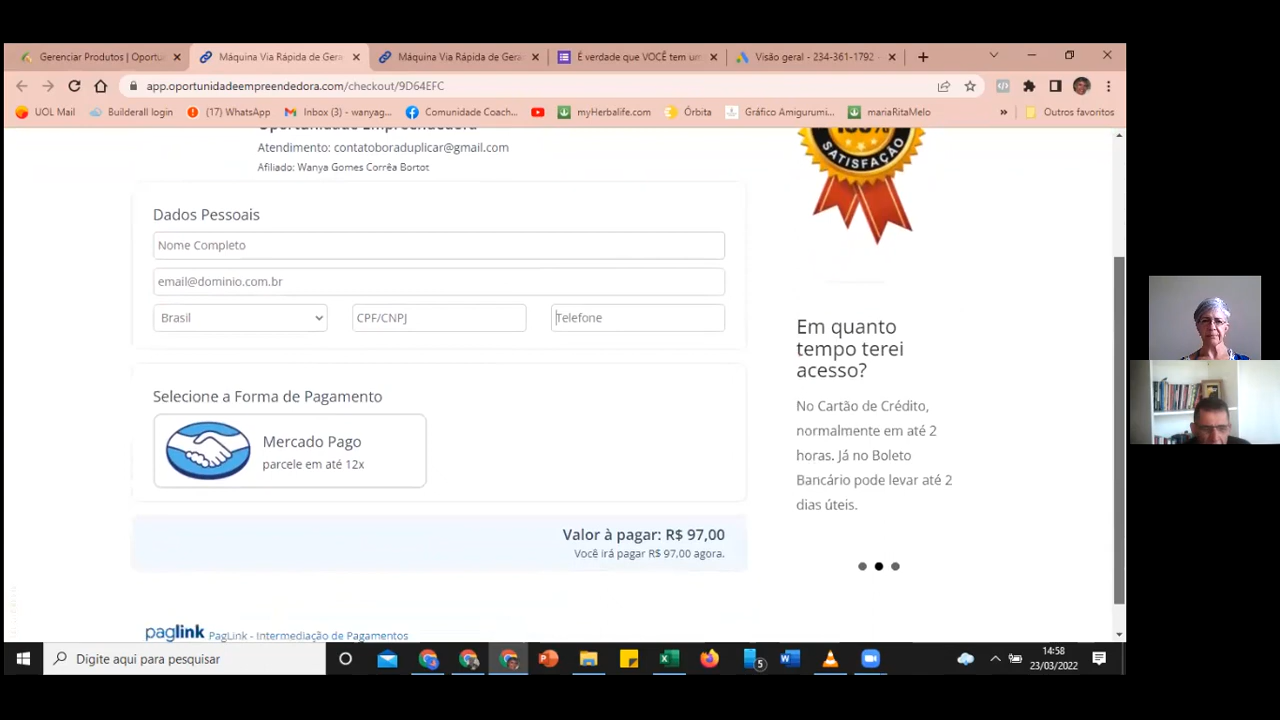 Gerenciar Produtos | Oportu
Máquina Via Rápida de Gera
Máquina Via Rápida de Gera
É verdade que VOCÊ tem um
Visão geral - 234-361-1792 -
app.oportunidadeempreendedora.com/checkout/9D64EFC
UOL Mail
Builderall login
(17) WhatsApp
Inbox (3) - wanyag...
Comunidade Coach...
myHerbalife.com
Órbita
Gráfico Amigurumi...
mariaRitaMelo
»
Outros favoritos
Oportunidade Empreendedora
Atendimento: contatoboraduplicar@gmail.com
Afiliado: Wanya Gomes Corrêa Bortot
100%
SATISFAÇÃO
Dados Pessoais
Nome Completo
email@dominio.com.br
Brasil
CPF/CNPJ
Telefone
Selecione a Forma de Pagamento
Mercado Pago
parcele em até 12x
Valor à pagar: R$ 97,00
Você irá pagar R$ 97,00 agora.
paglink PagLink - Intermediação de Pagamentos
Em quanto
tempo terei
acesso?
No Cartão de Crédito,
normalmente em até 2
horas. Já no Boleto
Bancário pode levar até 2
dias úteis.
Digite aqui para pesquisar
5
14:58
23/03/2022